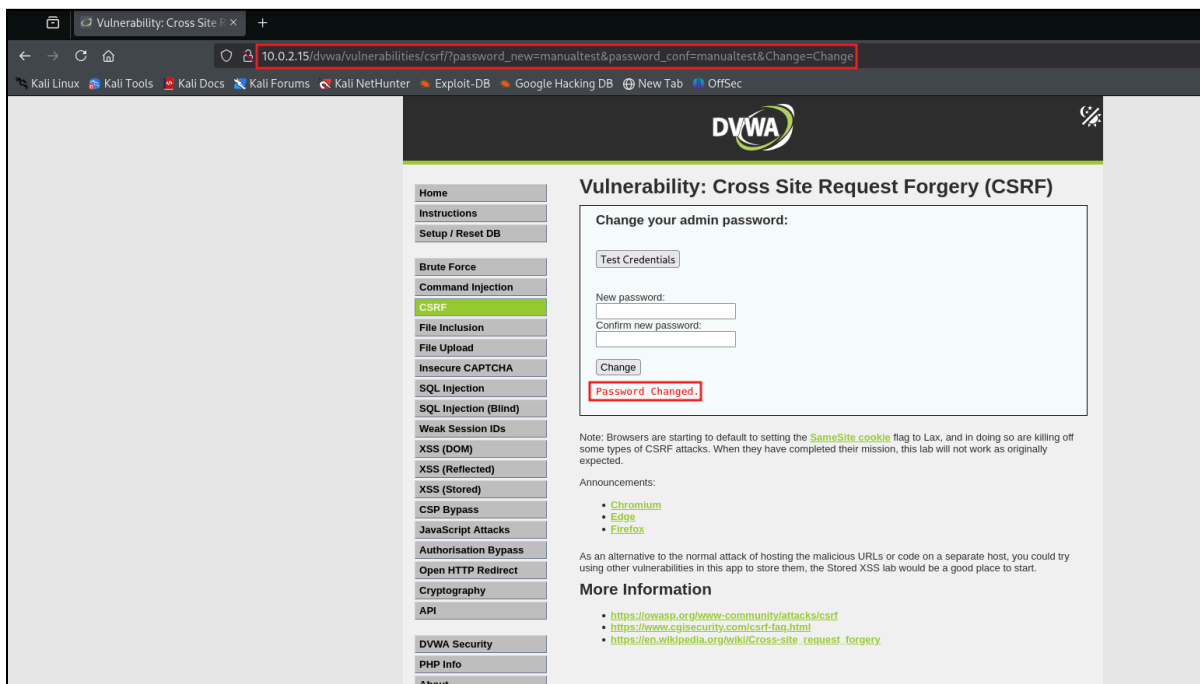 Vulnerability: Cross Site R
10.0.2.15/dvwa/vulnerabilities/csrf/?password_new=manualtest&password_conf=manualtest&Change=Change
Kali Linux Kali Tools Kali Docs Kali Forums Kali NetHunter Exploit-DB Google Hacking DB New Tab OffSec
DVWA
Home
Instructions
Setup / Reset DB
Brute Force
Command Injection
CSRF
File Inclusion
File Upload
Insecure CAPTCHA
SQL Injection
SQL Injection (Blind)
Weak Session IDs
XSS (DOM)
XSS (Reflected)
XSS (Stored)
CSP Bypass
JavaScript Attacks
Authorisation Bypass
Open HTTP Redirect
Cryptography
API
DVWA Security
PHP Info
About
Vulnerability: Cross Site Request Forgery (CSRF)
Change your admin password:
Test Credentials
New password:
Confirm new password:
Change
Password Changed.
Note: Browsers are starting to default to setting the SameSite cookie flag to Lax, and in doing so are killing off
some types of CSRF attacks. When they have completed their mission, this lab will not work as originally
expected.
Announcements:
• Chromium
• Edge
• Firefox
As an alternative to the normal attack of hosting the malicious URLs or code on a separate host, you could try
using other vulnerabilities in this app to store them, the Stored XSS lab would be a good place to start.
More Information
• https://owasp.org/www-community/attacks/csrf
• https://www.cgisecurity.com/csrf-faq.html
• https://en.wikipedia.org/wiki/Cross-site_request_forgery